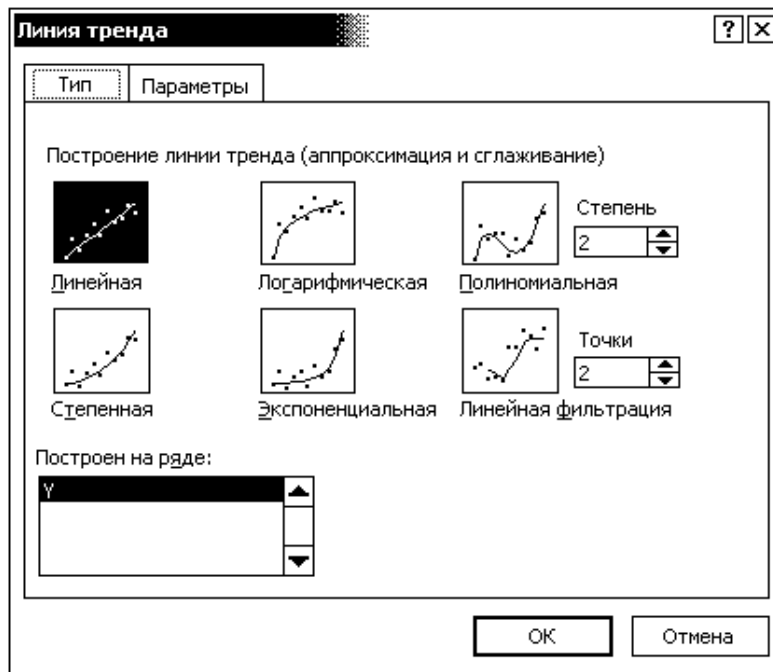 Линия тренда
Тип
Параметры
Построение линии тренда (аппроксимация и сглаживание)
Степень
2
Линейная
Логарифмическая
Полиномиальная
Точки
2
Степенная
Экспоненциальная
Линейная фильтрация
Построен на ряде:
Y
ОК
Отмена